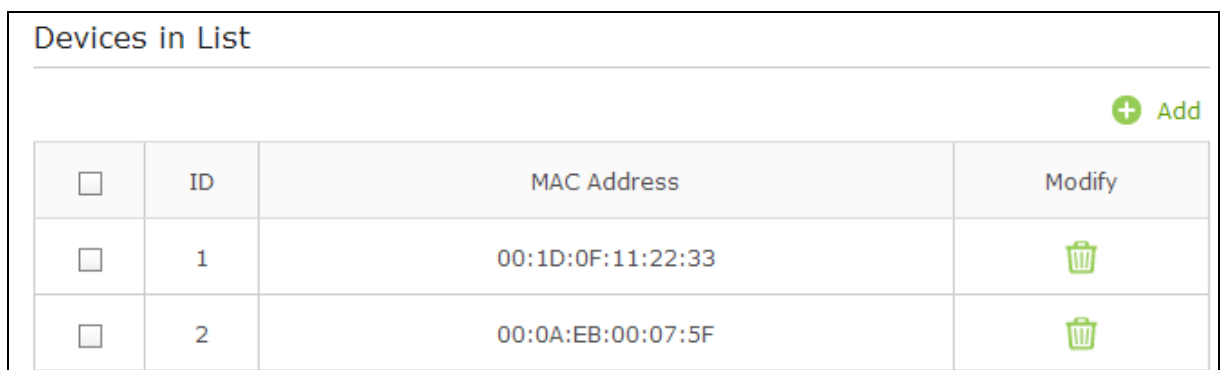 Devices in List
Add
ID MAC Address Modify
1 00:1D:0F:11:22:33
2 00:0A:EB:00:07:5F